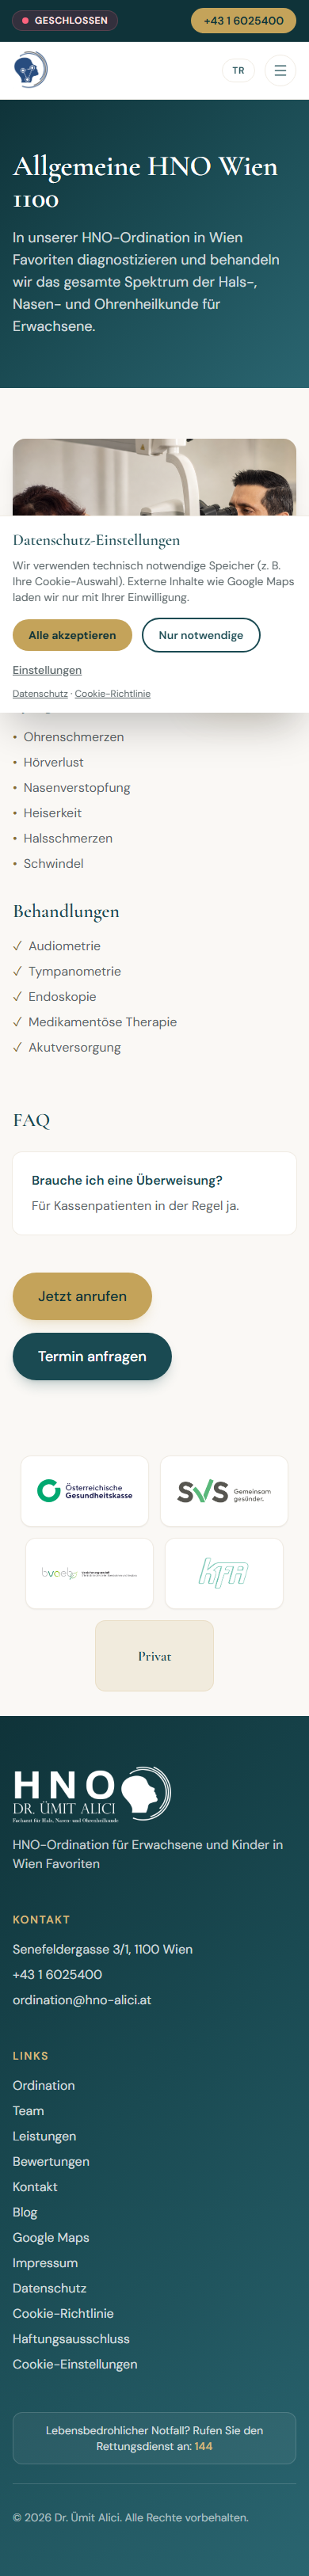 GESCHLOSSEN
+43 1 6025400
TR
Allgemeine HNO Wien
1100
In unserer HNO-Ordination in Wien
Favoriten diagnostizieren und behandeln
wir das gesamte Spektrum der Hals-,
Nasen- und Ohrenheilkunde für
Erwachsene.
Datenschutz-Einstellungen
Wir verwenden technisch notwendige Speicher (z. B.
Ihre Cookie-Auswahl). Externe Inhalte wie Google Maps
laden wir nur mit Ihrer Einwilligung.
Alle akzeptieren
Nur notwendige
Einstellungen
Datenschutz · Cookie-Richtlinie
• Ohrenschmerzen
• Hörverlust
• Nasenverstopfung
• Heiserkeit
• Halsschmerzen
• Schwindel
Behandlungen
✓ Audiometrie
✓ Tympanometrie
✓ Endoskopie
✓ Medikamentöse Therapie
✓ Akutversorgung
FAQ
Brauche ich eine Überweisung?
Für Kassenpatienten in der Regel ja.
Jetzt anrufen
Termin anfragen
Österreichische
Gesundheitskasse
SVS Gemeinsam
gesünder.
bvaeb
kfa
Privat
HNO
DR. ÜMIT ALICI
Facharzt für Hals, Nasen- und Ohrenheilkunde
HNO-Ordination für Erwachsene und Kinder in
Wien Favoriten
KONTAKT
Senefeldergasse 3/1, 1100 Wien
+43 1 6025400
ordination@hno-alici.at
LINKS
Ordination
Team
Leistungen
Bewertungen
Kontakt
Blog
Google Maps
Impressum
Datenschutz
Cookie-Richtlinie
Haftungsausschluss
Cookie-Einstellungen
Lebensbedrohlicher Notfall? Rufen Sie den
Rettungsdienst an: 144
© 2026 Dr. Ümit Alici. Alle Rechte vorbehalten.